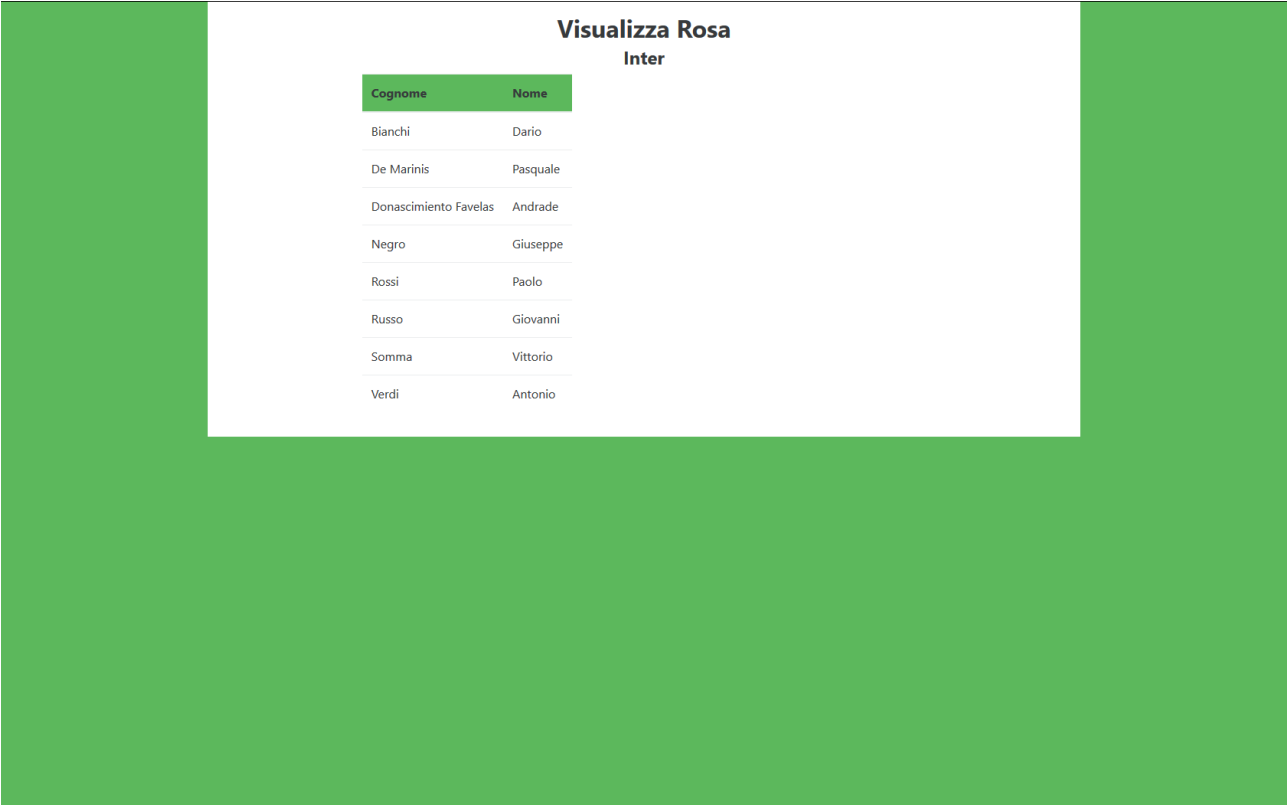 Visualizza Rosa
Inter
Cognome Nome
Bianchi Dario
De Marinis Pasquale
Donascimiento Favelas Andrade
Negro Giuseppe
Rossi Paolo
Russo Giovanni
Somma Vittorio
Verdi Antonio